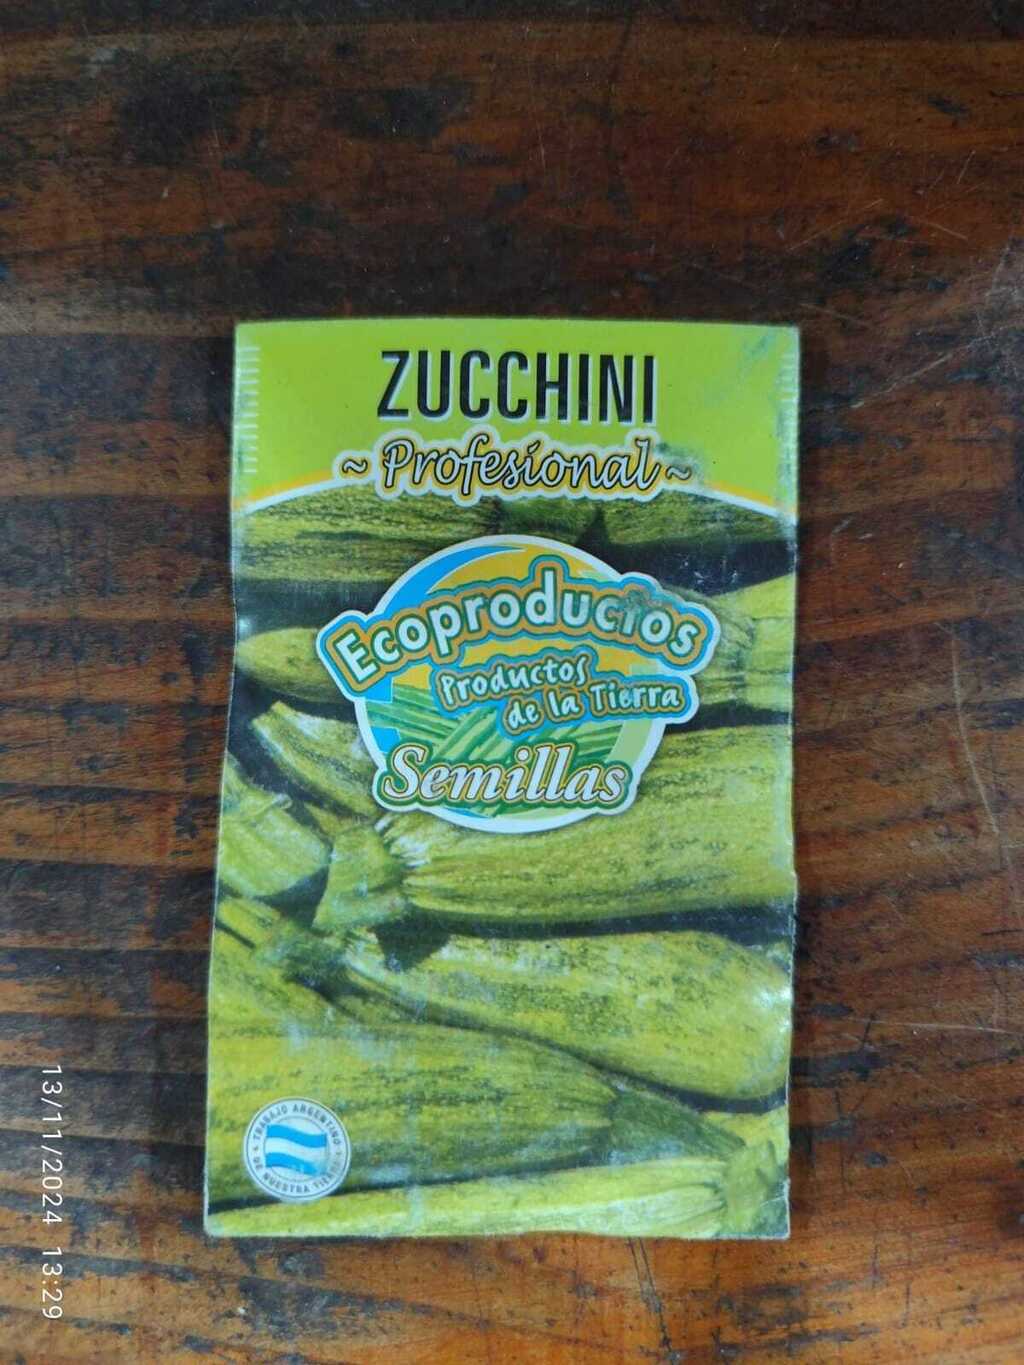 ZUCCHINI
~ Profesional ~
Ecoproductos
Productos
de la Tierra
Semillas
TRABAJO ARGENTINO
DE NUESTRA TIERRA
13/11/2024 13:29